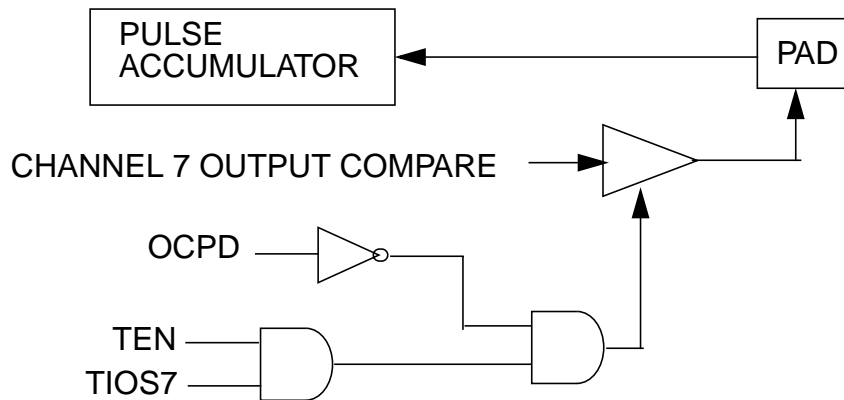 PULSE
ACCUMULATOR
PAD
CHANNEL 7 OUTPUT COMPARE
OCPD
TEN
TIOS7